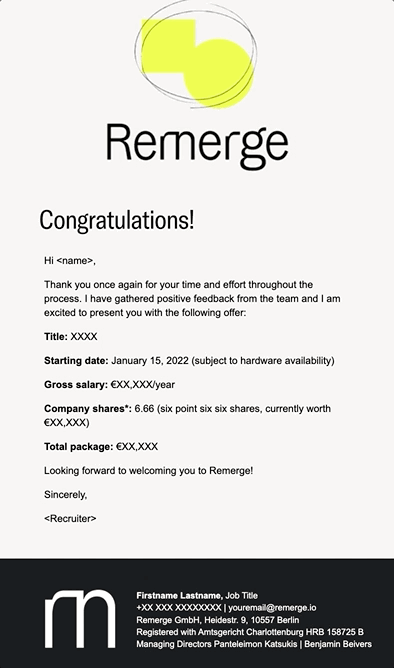 Remerge
Congratulations!
Hi <name>,
Thank you once again for your time and effort throughout the
process. I have gathered positive feedback from the team and I am
excited to present you with the following offer:
Title: XXXX
Starting date: January 15, 2022 (subject to hardware availability)
Gross salary: €XX,XXX/year
Company shares*: 6.66 (six point six six shares, currently worth
€XX,XXX)
Total package: €XX,XXX
Looking forward to welcoming you to Remerge!
Sincerely,
<Recruiter>
m
Firstname Lastname, Job Title
+XX XXX XXXXXXXX | youremail@remerge.io
Remerge GmbH, Heidestr. 9, 10557 Berlin
Registered with Amtsgericht Charlottenburg HRB 158725 B
Managing Directors Panteleimon Katsukis | Benjamin Beivers